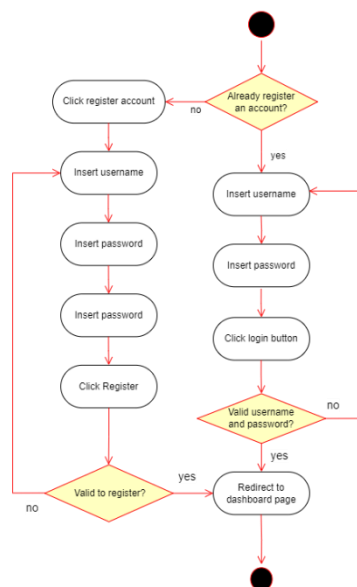 Already register
an account?
no
Click register account
yes
Insert username
Insert username
Insert password
Insert password
Insert password
Click login button
Click Register
Valid username
and password?
no
yes
yes
Valid to register?
no
Redirect to
dashboard page